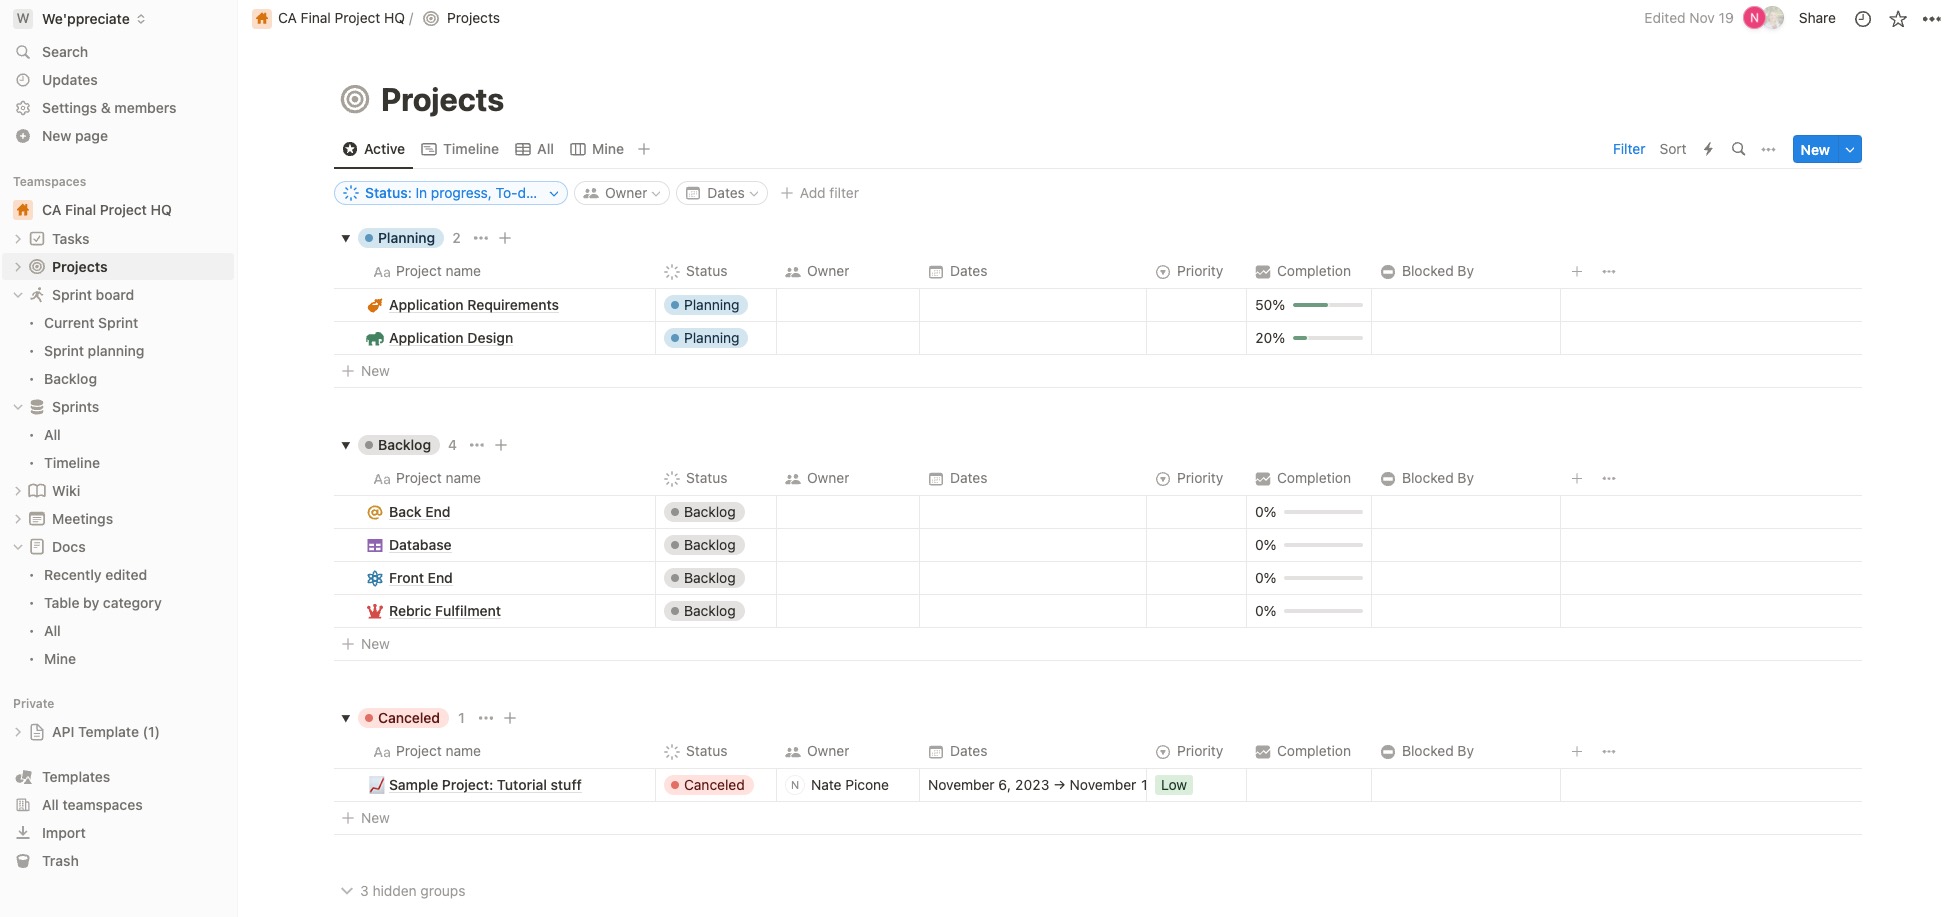 W We'ppreciate
Search
Updates
Settings & members
New page
Teamspaces
CA Final Project HQ
Tasks
Projects
Sprint board
Current Sprint
Sprint planning
Backlog
Sprints
All
Timeline
Wiki
Meetings
Docs
Recently edited
Table by category
All
Mine
Private
API Template (1)
Templates
All teamspaces
Import
Trash
CA Final Project HQ / Projects
Edited Nov 19 N Share
Projects
Active Timeline All Mine
Filter Sort New
Status: In progress, To-d... Owner Dates Add filter
Planning 2
Aa Project name Status Owner Dates Priority Completion Blocked By
Application Requirements Planning 50%
Application Design Planning 20%
New
Backlog 4
Aa Project name Status Owner Dates Priority Completion Blocked By
Back End Backlog 0%
Database Backlog 0%
Front End Backlog 0%
Rebric Fulfilment Backlog 0%
New
Canceled 1
Aa Project name Status Owner Dates Priority Completion Blocked By
Sample Project: Tutorial stuff Canceled N Nate Picone November 6, 2023 → November 1 Low
New
3 hidden groups